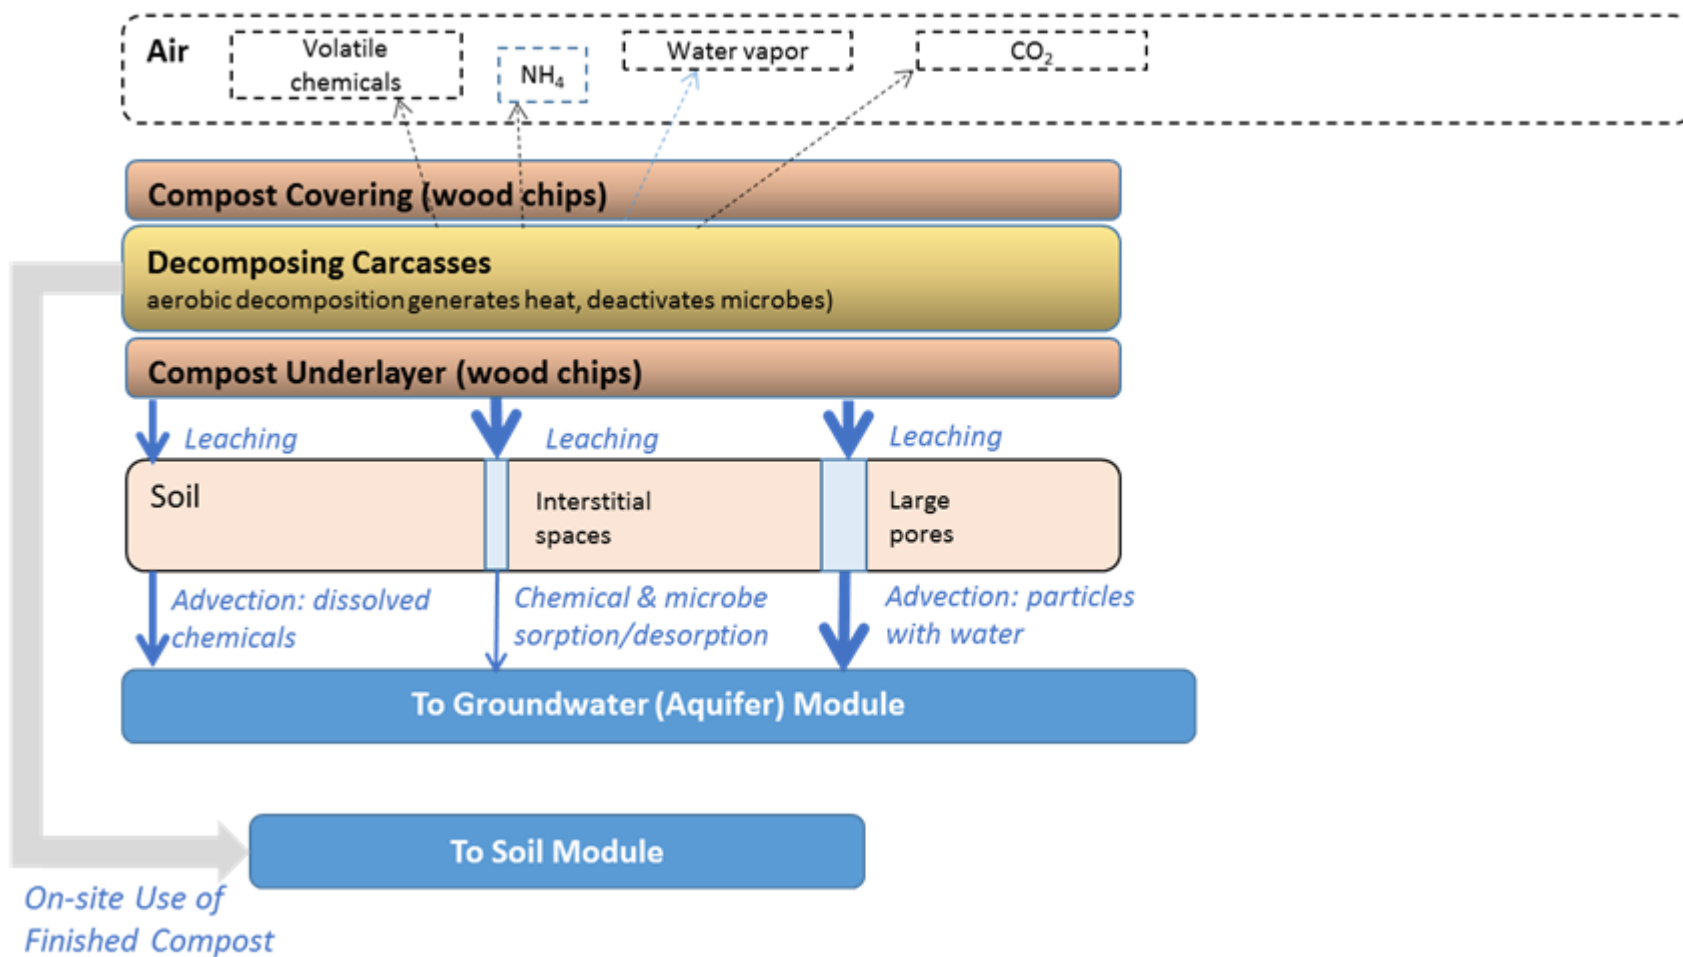 Air
Volatile
chemicals
NH₄
Water vapor
CO₂
Compost Covering (wood chips)
Decomposing Carcasses
aerobic decomposition generates heat, deactivates microbes)
Compost Underlayer (wood chips)
Leaching
Leaching
Leaching
Soil
Interstitial
spaces
Large
pores
Advection: dissolved
chemicals
Chemical & microbe
sorption/desorption
Advection: particles
with water
To Groundwater (Aquifer) Module
To Soil Module
On-site Use of
Finished Compost